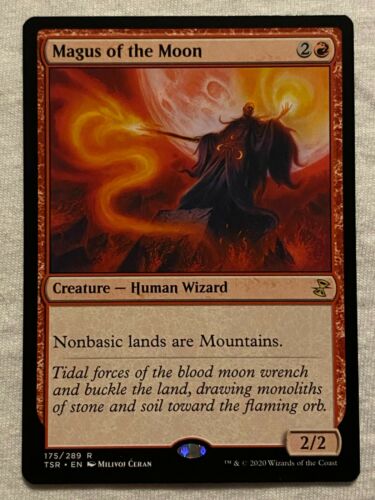 Magus of the Moon 2
Creature — Human Wizard
Nonbasic lands are Mountains.
Tidal forces of the blood moon wrench
and buckle the land, drawing monoliths
of stone and soil toward the flaming orb.
2/2
175/289 R
TSR • EN Milivoj Ćeran
™ & © 2020 Wizards of the Coast